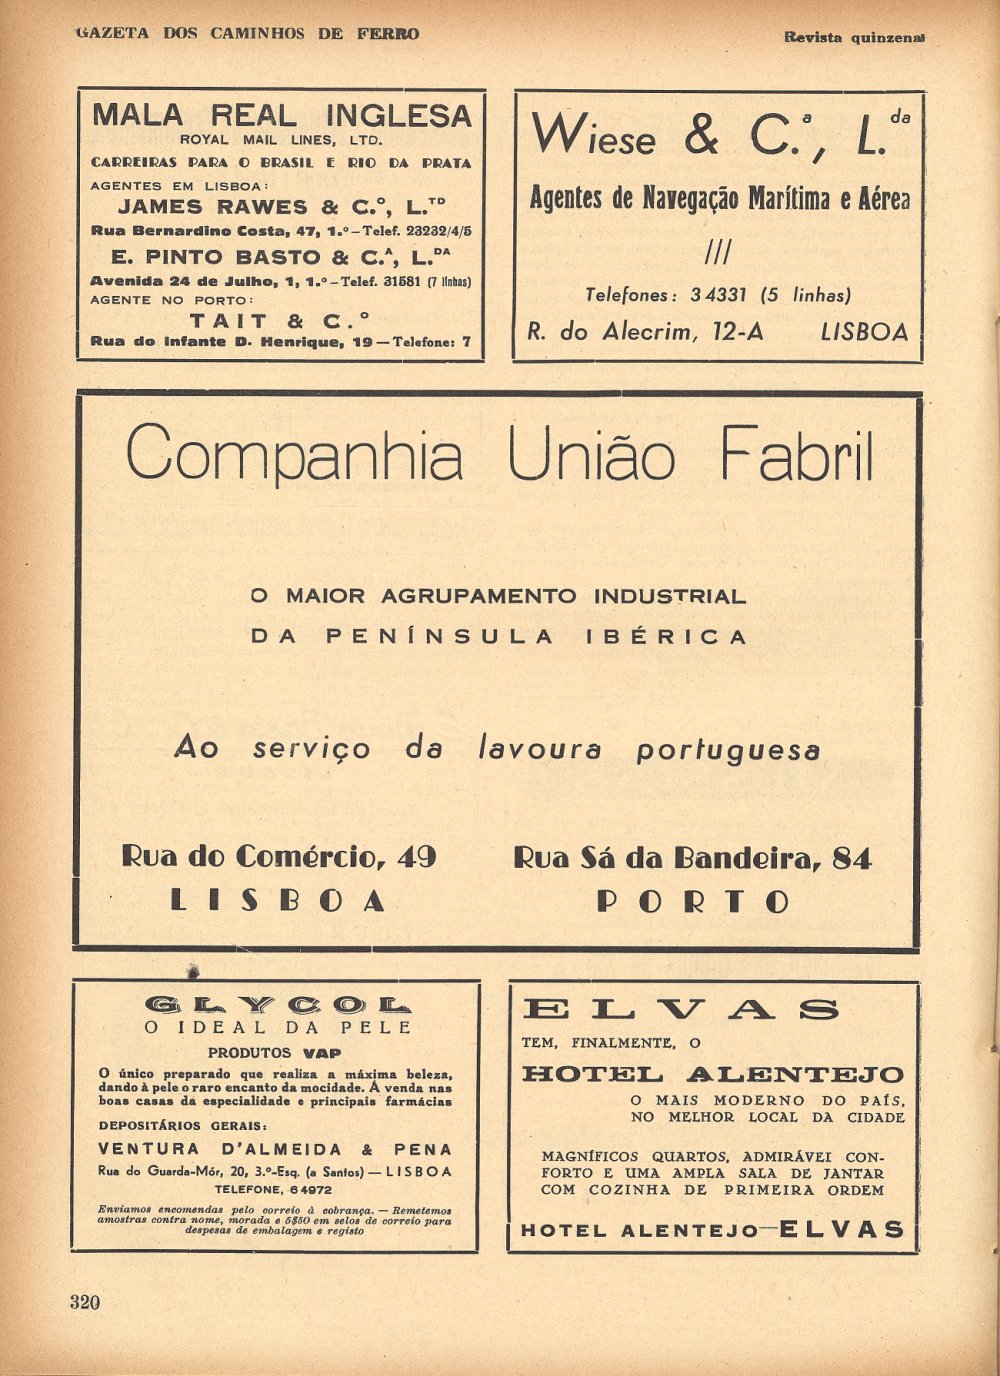 GAZETA DOS CAMINHOS DE FERRO
Revista quinzenal
MALA REAL INGLESA
ROYAL MAIL LINES, LTD.
CARREIRAS PARA O BRASIL E RIO DA PRATA
AGENTES EM LISBOA:
JAMES RAWES & C.º, L.TD
Rua Bernardino Costa, 47, 1.º — Telef. 23232/4/5
E. PINTO BASTO & C.A, L.DA
Avenida 24 de Julho, 1, 1.º — Telef. 31581 (7 linhas)
AGENTE NO PORTO:
TAIT & C.º
Rua do Infante D. Henrique, 19 — Telefone: 7
Wiese & C.ª, L.da
Agentes de Navegação Marítima e Aérea
///
Telefones: 34331 (5 linhas)
R. do Alecrim, 12-A LISBOA
Companhia União Fabril
O MAIOR AGRUPAMENTO INDUSTRIAL
DA PENÍNSULA IBÉRICA
Ao serviço da lavoura portuguesa
Rua do Comércio, 49
LISBOA
Rua Sá da Bandeira, 84
PORTO
GLYCOL
O IDEAL DA PELE
PRODUTOS VAP
O único preparado que realiza a máxima beleza,
dando à pele o raro encanto da mocidade. À venda nas
boas casas da especialidade e principais farmácias
DEPOSITÁRIOS GERAIS:
VENTURA D'ALMEIDA & PENA
Rua do Guarda-Mór, 20, 3.º-Esq. (a Santos) — LISBOA
TELEFONE, 64972
Enviamos encomendas pelo correio à cobrança. — Remetemos
amostras contra nome, morada e 5$50 em selos de correio para
despesas de embalagem e registo
ELVAS
TEM, FINALMENTE, O
HOTEL ALENTEJO
O MAIS MODERNO DO PAÍS,
NO MELHOR LOCAL DA CIDADE
MAGNÍFICOS QUARTOS, ADMIRÁVEI CON-
FORTO E UMA AMPLA SALA DE JANTAR
COM COZINHA DE PRIMEIRA ORDEM
HOTEL ALENTEJO—ELVAS
320